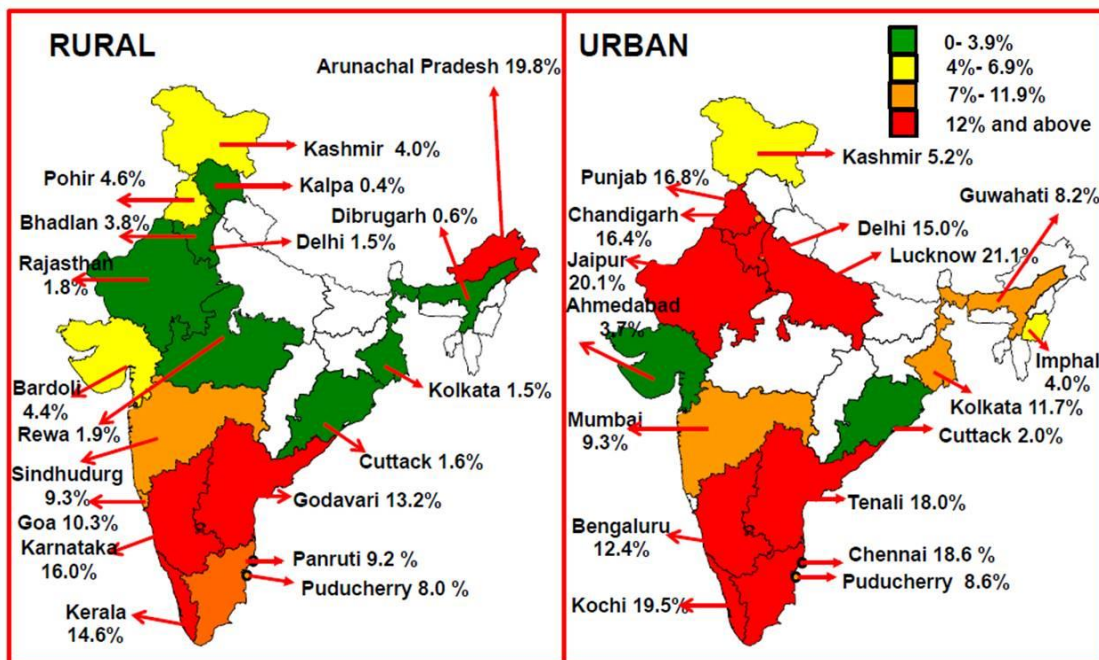 RURAL
Arunachal Pradesh 19.8%
Kashmir 4.0%
Pohir 4.6%
Kalpa 0.4%
Bhadlan 3.8%
Dibrugarh 0.6%
Delhi 1.5%
Rajasthan
1.8%
Bardoli
4.4%
Kolkata 1.5%
Rewa 1.9%
Cuttack 1.6%
Sindhudurg
9.3%
Godavari 13.2%
Goa 10.3%
Karnataka
16.0%
Panruti 9.2 %
Puducherry 8.0 %
Kerala
14.6%
URBAN
0- 3.9%
4%- 6.9%
7%- 11.9%
12% and above
Kashmir 5.2%
Punjab 16.8%
Guwahati 8.2%
Chandigarh
16.4%
Delhi 15.0%
Jaipur
20.1%
Lucknow 21.1%
Ahmedabad
3.7%
Imphal
4.0%
Kolkata 11.7%
Mumbai
9.3%
Cuttack 2.0%
Tenali 18.0%
Bengaluru
12.4%
Chennai 18.6 %
Puducherry 8.6%
Kochi 19.5%